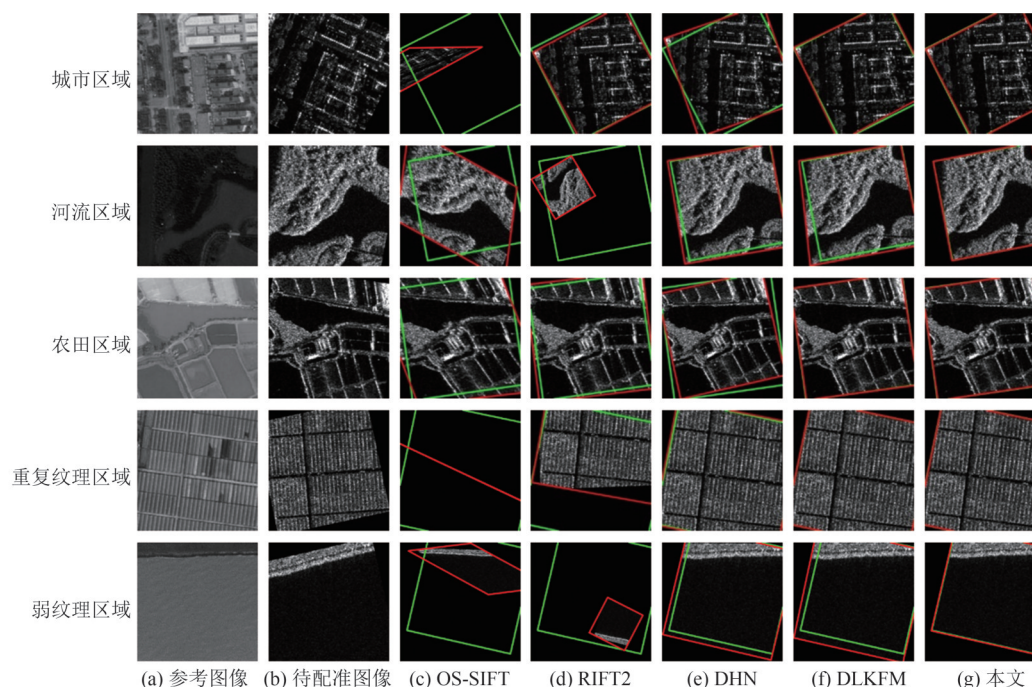 城市区域
河流区域
农田区域
重复纹理区域
弱纹理区域
(a) 参考图像 (b) 待配准图像 (c) OS-SIFT (d) RIFT2 (e) DHN (f) DLKFM (g) 本文